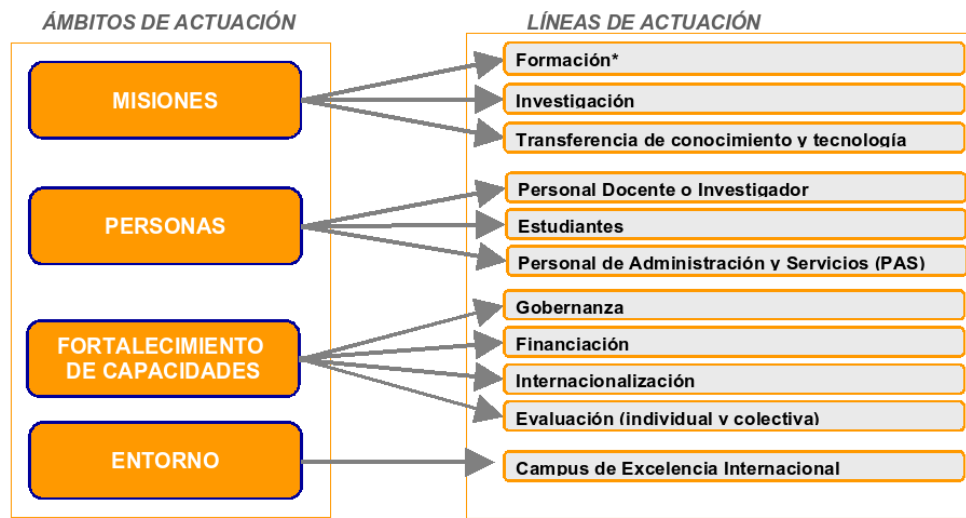 ÁMBITOS DE ACTUACIÓN
LÍNEAS DE ACTUACIÓN
MISIONES
Formación*
Investigación
Transferencia de conocimiento y tecnología
PERSONAS
Personal Docente o Investigador
Estudiantes
Personal de Administración y Servicios (PAS)
FORTALECIMIENTO
DE CAPACIDADES
Gobernanza
Financiación
Internacionalización
Evaluación (individual y colectiva)
ENTORNO
Campus de Excelencia Internacional